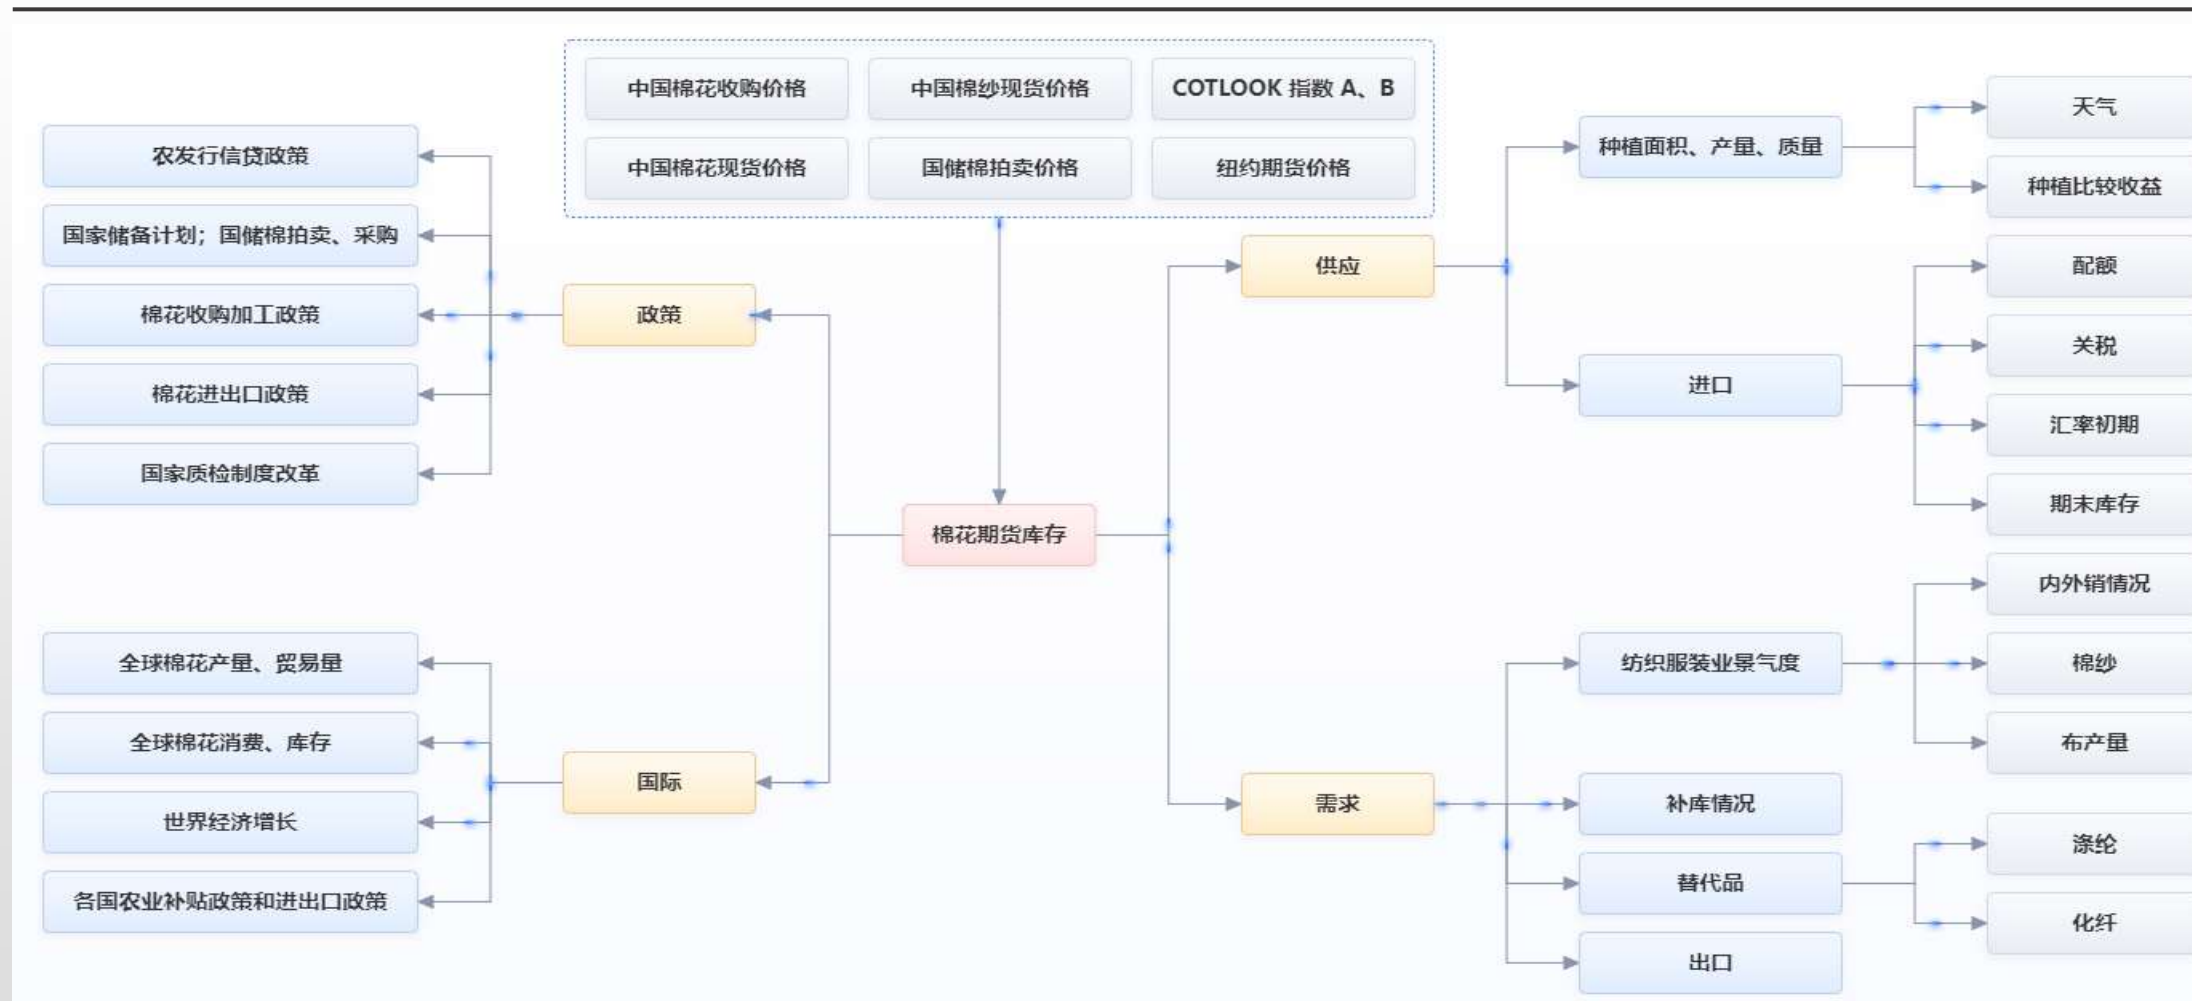 中国棉花收购价格
中国棉纱现货价格
COTLOOK 指数 A、B
中国棉花现货价格
国储棉拍卖价格
纽约期货价格
农发行信贷政策
国家储备计划；国储棉拍卖、采购
棉花收购加工政策
棉花进出口政策
国家质检制度改革
政策
全球棉花产量、贸易量
全球棉花消费、库存
世界经济增长
各国农业补贴政策和进出口政策
国际
棉花期货库存
供应
种植面积、产量、质量
天气
种植比较收益
进口
配额
关税
汇率初期
期末库存
需求
纺织服装业景气度
内外销情况
棉纱
布产量
补库情况
替代品
涤纶
化纤
出口